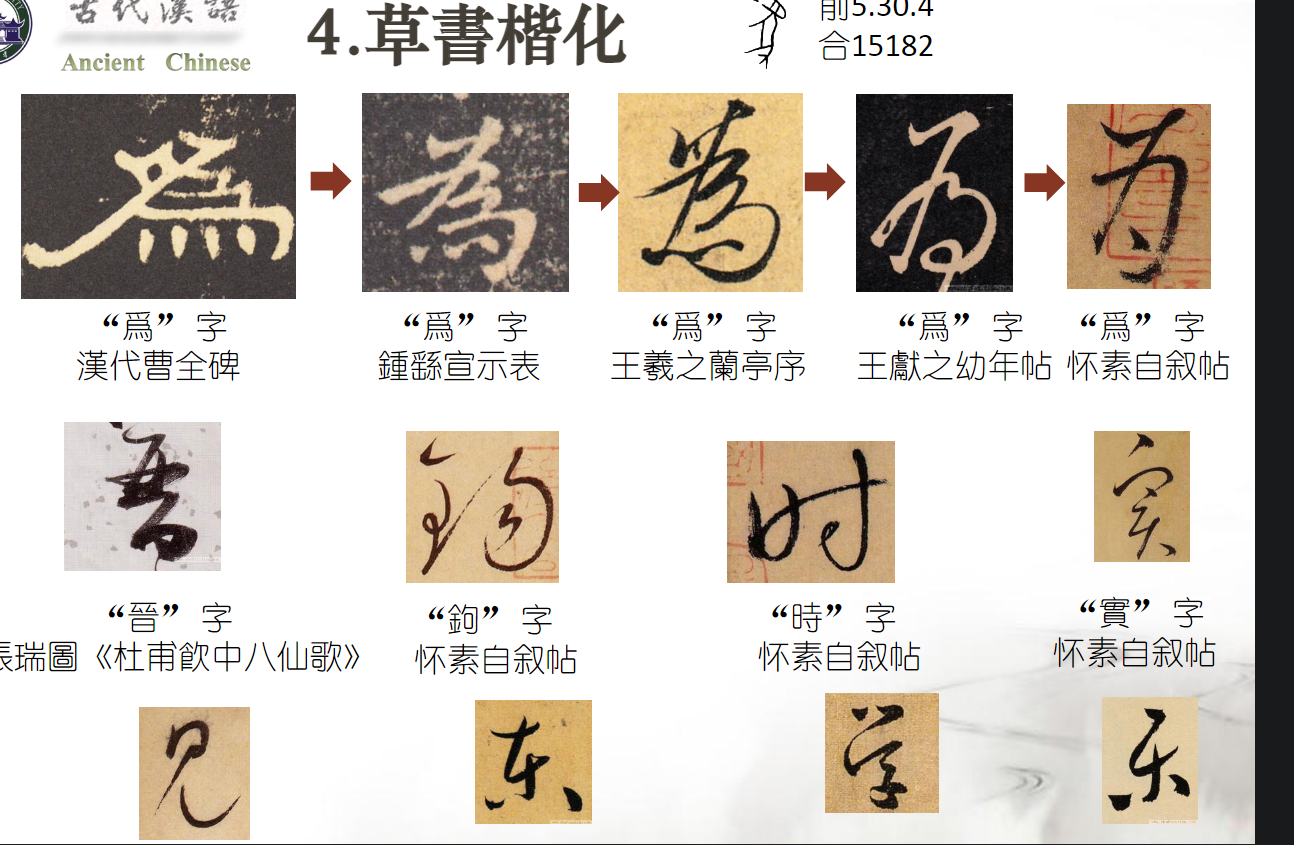 古代漢語
Ancient Chinese
4.草書楷化
前5.30.4
合15182
“爲”字
漢代曹全碑
“爲”字
鍾繇宣示表
“爲”字
王羲之蘭亭序
“爲”字
王獻之幼年帖
“爲”字
怀素自叙帖
“晉”字
張瑞圖《杜甫飲中八仙歌》
“鉤”字
怀素自叙帖
“時”字
怀素自叙帖
“實”字
怀素自叙帖
见
东
学
乐